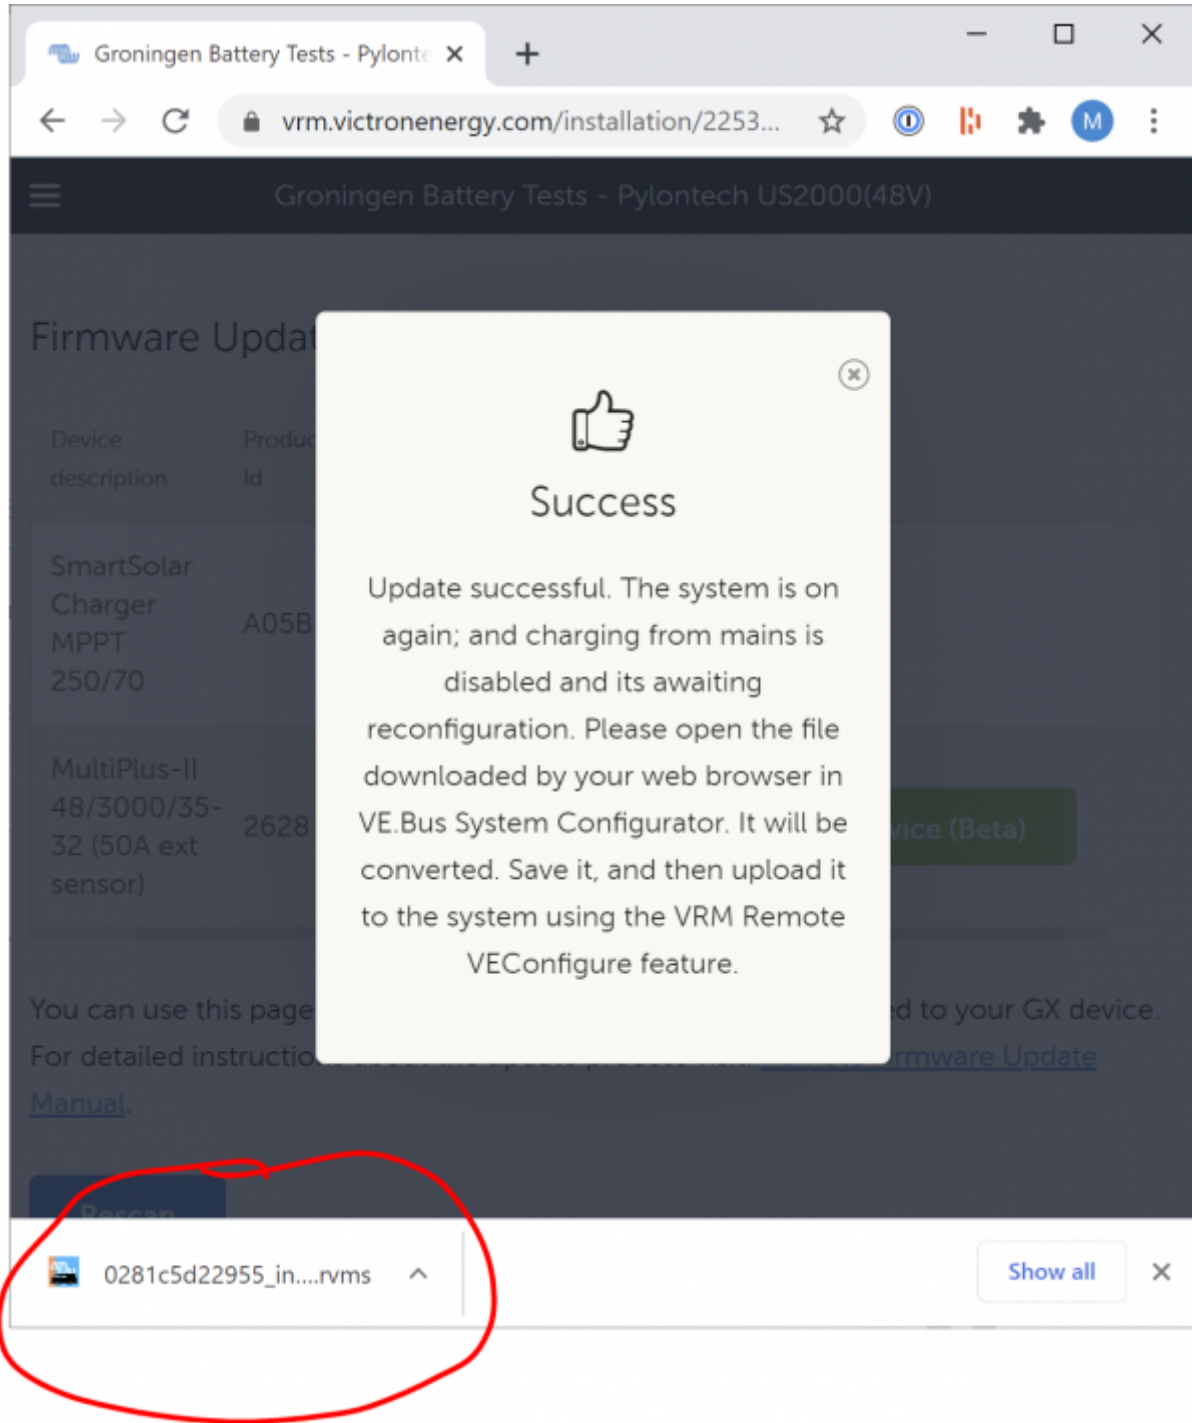 Groningen Battery Tests - Pylonte
vrm.victronenergy.com/installation/2253...
M
Groningen Battery Tests - Pylontech US2000(48V)
Firmware Updat
Device
description
Produc
Id
SmartSolar
Charger
MPPT
250/70
A05B
MultiPlus-II
48/3000/35-
32 (50A ext
sensor)
2628
vice (Beta)
Success
Update successful. The system is on
again; and charging from mains is
disabled and its awaiting
reconfiguration. Please open the file
downloaded by your web browser in
VE.Bus System Configurator. It will be
converted. Save it, and then upload it
to the system using the VRM Remote
VEConfigure feature.
You can use this page ed to your GX device.
For detailed instructio rmware Update
Manual.
Rescan
0281c5d22955_in....rvms
Show all